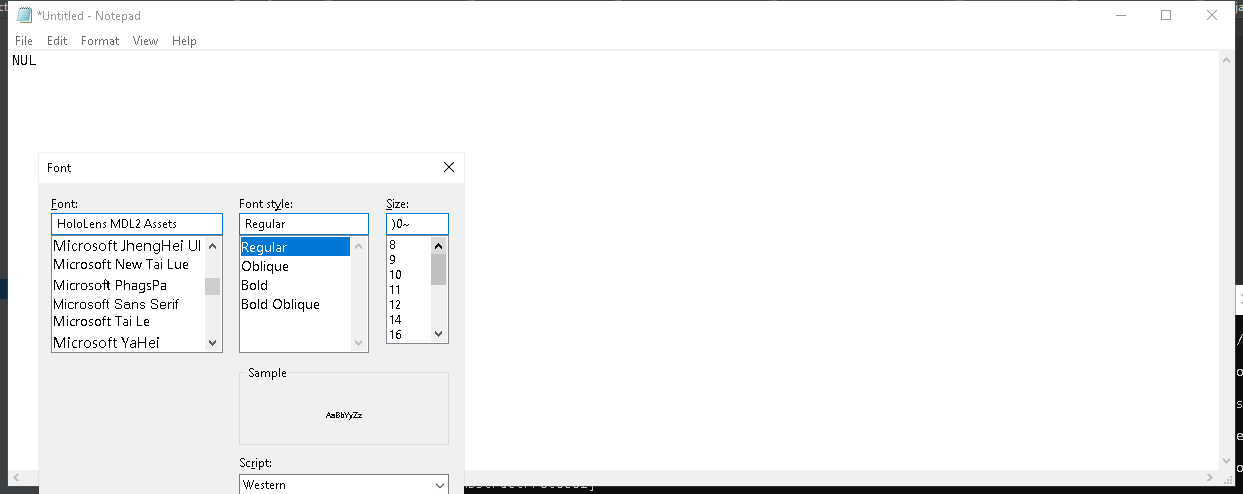 *Untitled - Notepad
File Edit Format View Help
NUL
Font
Font: Font style: Size:
HoloLens MDL2 Assets Regular )0~
Microsoft JhengHei UI Regular 8
Microsoft New Tai Lue Oblique 9
Microsoft PhagsPa Bold 10
Microsoft Sans Serif Bold Oblique 11
Microsoft Tai Le 12
Microsoft YaHei 14
16
Sample
AaBbYyZz
Script:
Western